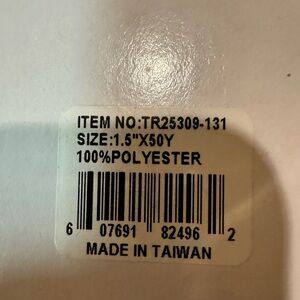 ITEM NO:TR25309-131
SIZE:1.5"X50Y
100%POLYESTER
6 07691 82496 2
MADE IN TAIWAN